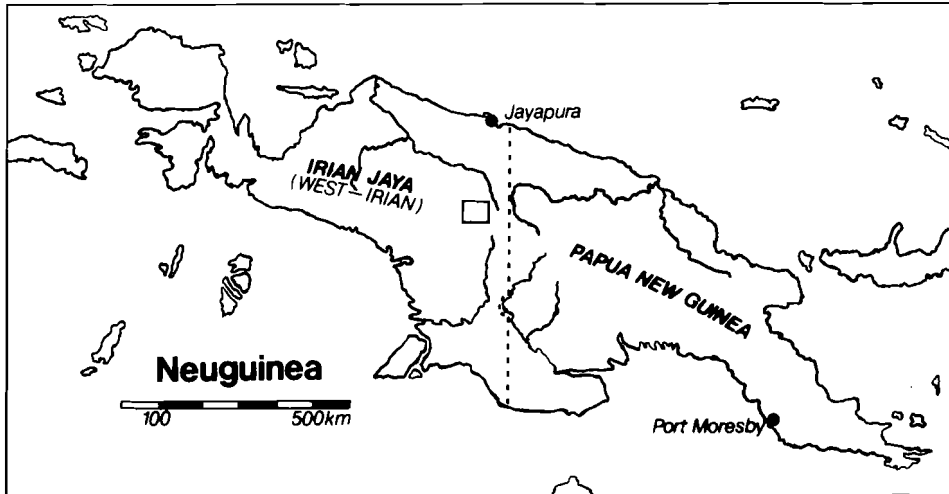 Jayapura
IRIAN JAYA
(WEST-IRIAN)
PAPUA NEW GUINEA
Neuguinea
100 500km
Port Moresby